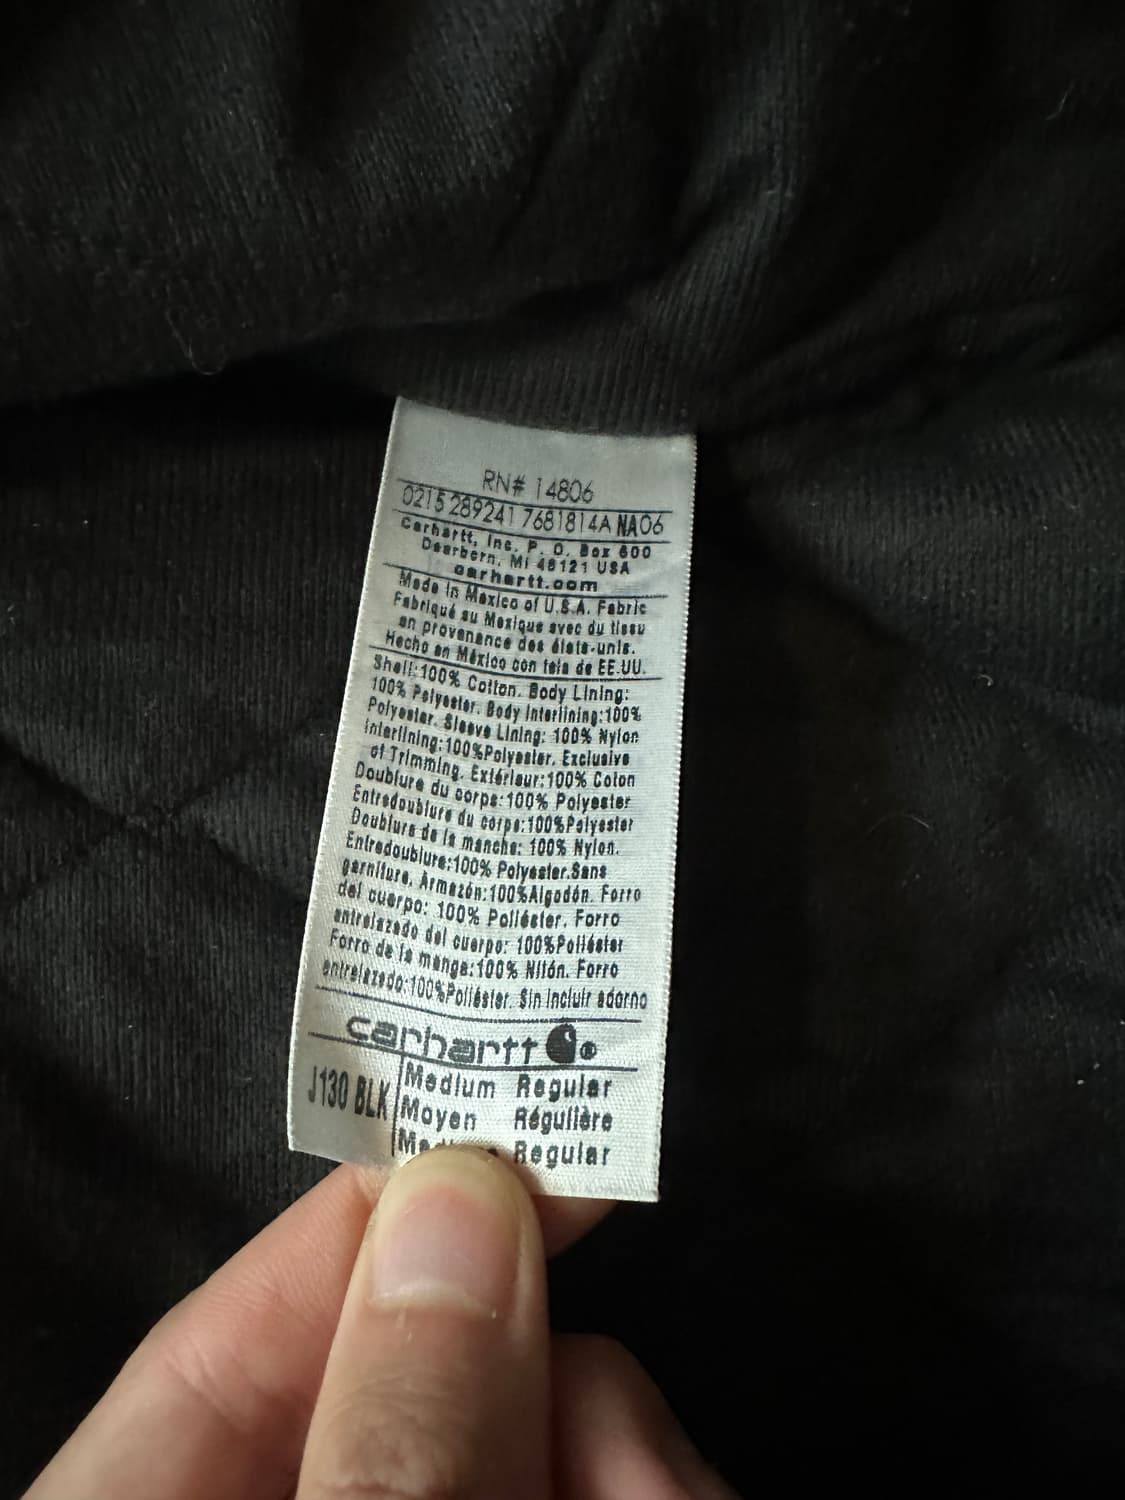 RN# 14806
0215 289241 7681814A NA06
Carhartt, Inc. P. O. Box 600
Dearborn, MI 48121 USA
carhartt.com
Made in Mexico of U.S.A. Fabric
Fabriqué au Mexique avec du tissu
en provenance des états-unis.
Hecho en México con tela de EE.UU.
Shell:100% Cotton. Body Lining:
100% Polyester. Body Interlining:100%
Polyester. Sleeve Lining: 100% Nylon
Interlining:100%Polyester. Exclusive
of Trimming. Extérieur:100% Coton
Doublure du corps:100% Polyester
Entredoublure du corps:100%Polyester
Doublure de la manche: 100% Nylon.
Entredoublure:100% Polyester.Sans
garniture. Armazón:100%Algodón. Forro
del cuerpo: 100% Poliéster. Forro
entrelazado del cuerpo: 100%Poliéster
Forro de la manga:100% Nilón. Forro
entrelazado:100%Poliéster. Sin incluir adorno
carhartt ®
J130 BLK
Medium Regular
Moyen Régulière
Regular